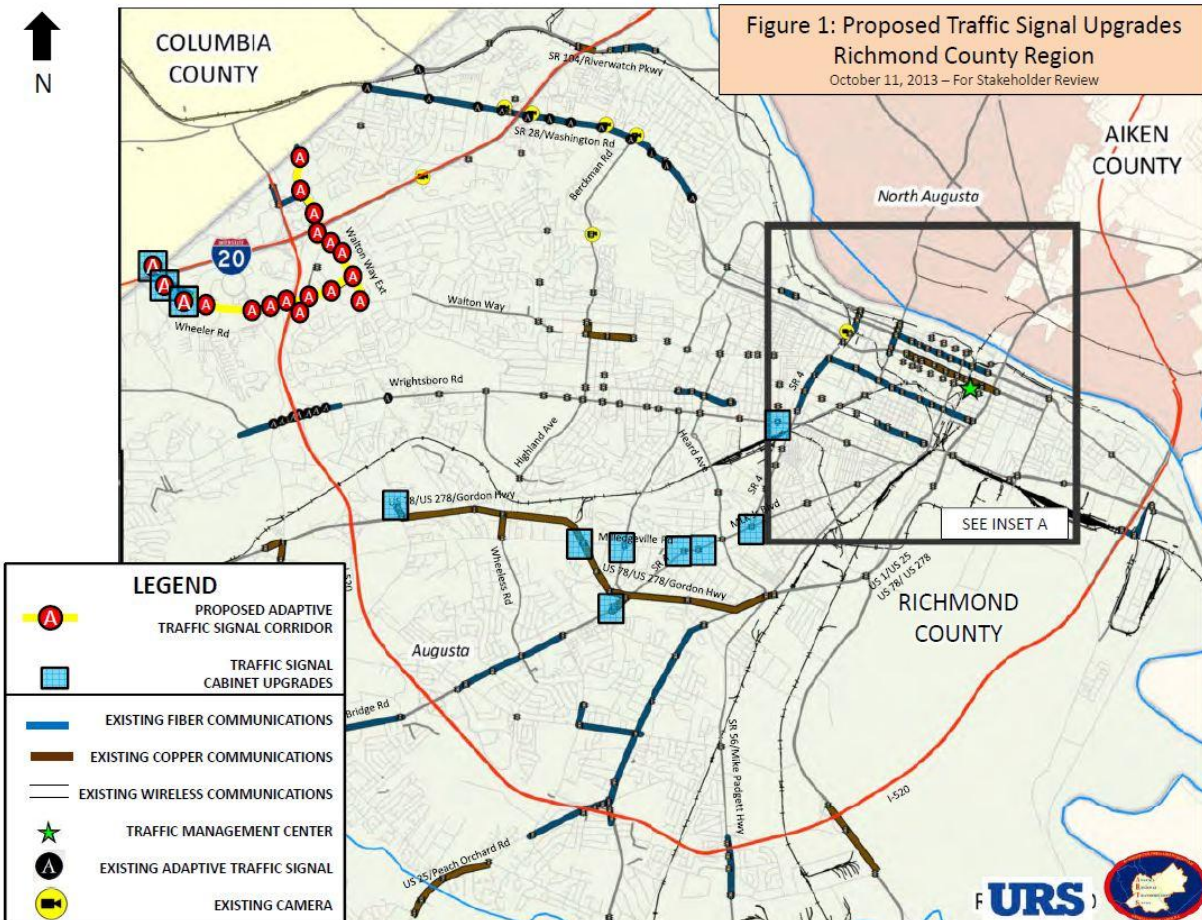 Figure 1: Proposed Traffic Signal Upgrades
Richmond County Region
October 11, 2013 – For Stakeholder Review
N
COLUMBIA
COUNTY
SR 104/Riverwatch Pkwy
AIKEN
COUNTY
SR 28/Washington Rd
Berckman Rd
North Augusta
20
Walton Way Ext
Wheeler Rd
Walton Way
SR 4
Wrightsboro Rd
Highland Ave
Heard Ave
SR 4
8/US 278/Gordon Hwy
Blvd
SEE INSET A
Milledgeville Rd
Wheeless Rd
US 78/US 278/Gordon Hwy
US 1/US 25
US 78/ US 278
RICHMOND
COUNTY
Augusta
Bridge Rd
SR 56/Mike Padgett Hwy
I-520
US 25/Peach Orchard Rd
LEGEND
A PROPOSED ADAPTIVE
TRAFFIC SIGNAL CORRIDOR
TRAFFIC SIGNAL
CABINET UPGRADES
EXISTING FIBER COMMUNICATIONS
EXISTING COPPER COMMUNICATIONS
EXISTING WIRELESS COMMUNICATIONS
TRAFFIC MANAGEMENT CENTER
A EXISTING ADAPTIVE TRAFFIC SIGNAL
EXISTING CAMERA
URS